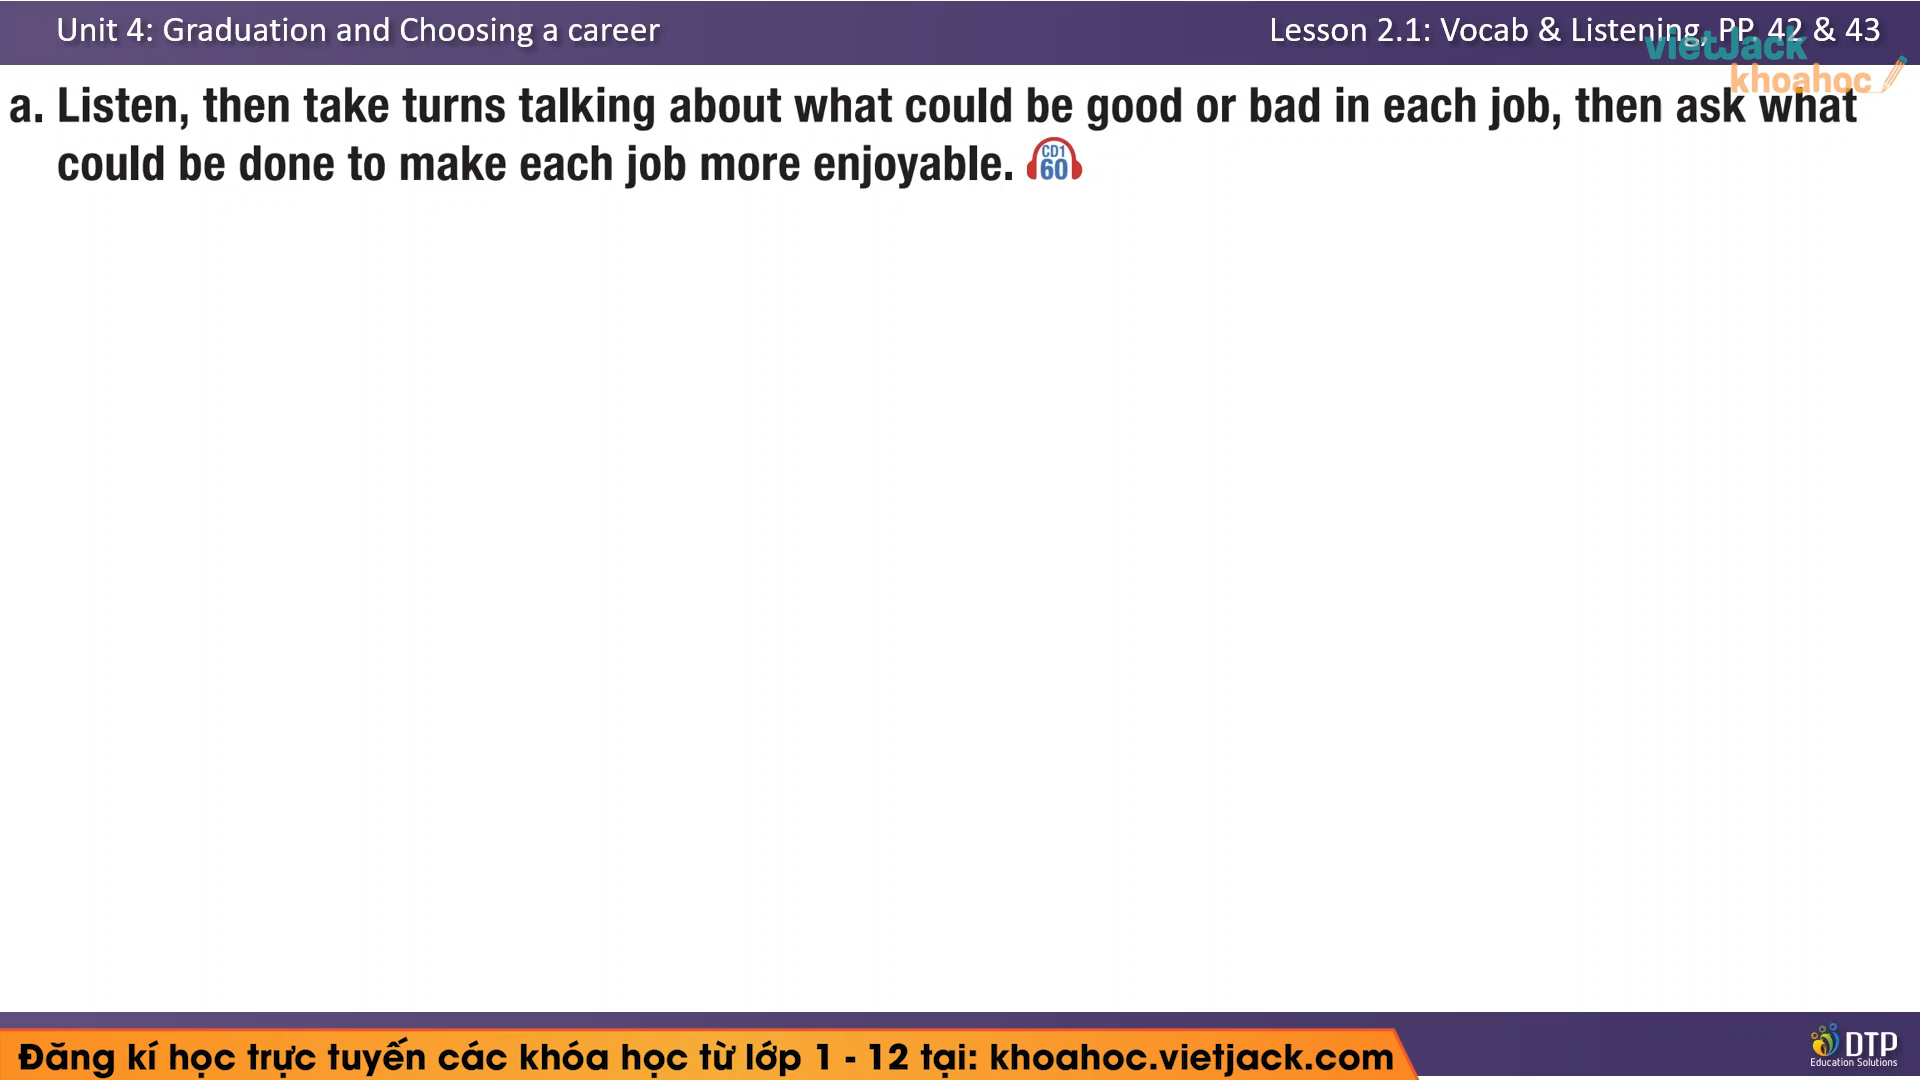 Unit 4: Graduation and Choosing a career
Lesson 2.1: Vocab & Listening, PP. 42 & 43
vietJack
khoahoc
a. Listen, then take turns talking about what could be good or bad in each job, then ask what
could be done to make each job more enjoyable.
CD1
60
Đăng kí học trực tuyến các khóa học từ lớp 1 - 12 tại: khoahoc.vietjack.com
DTP
Education Solutions